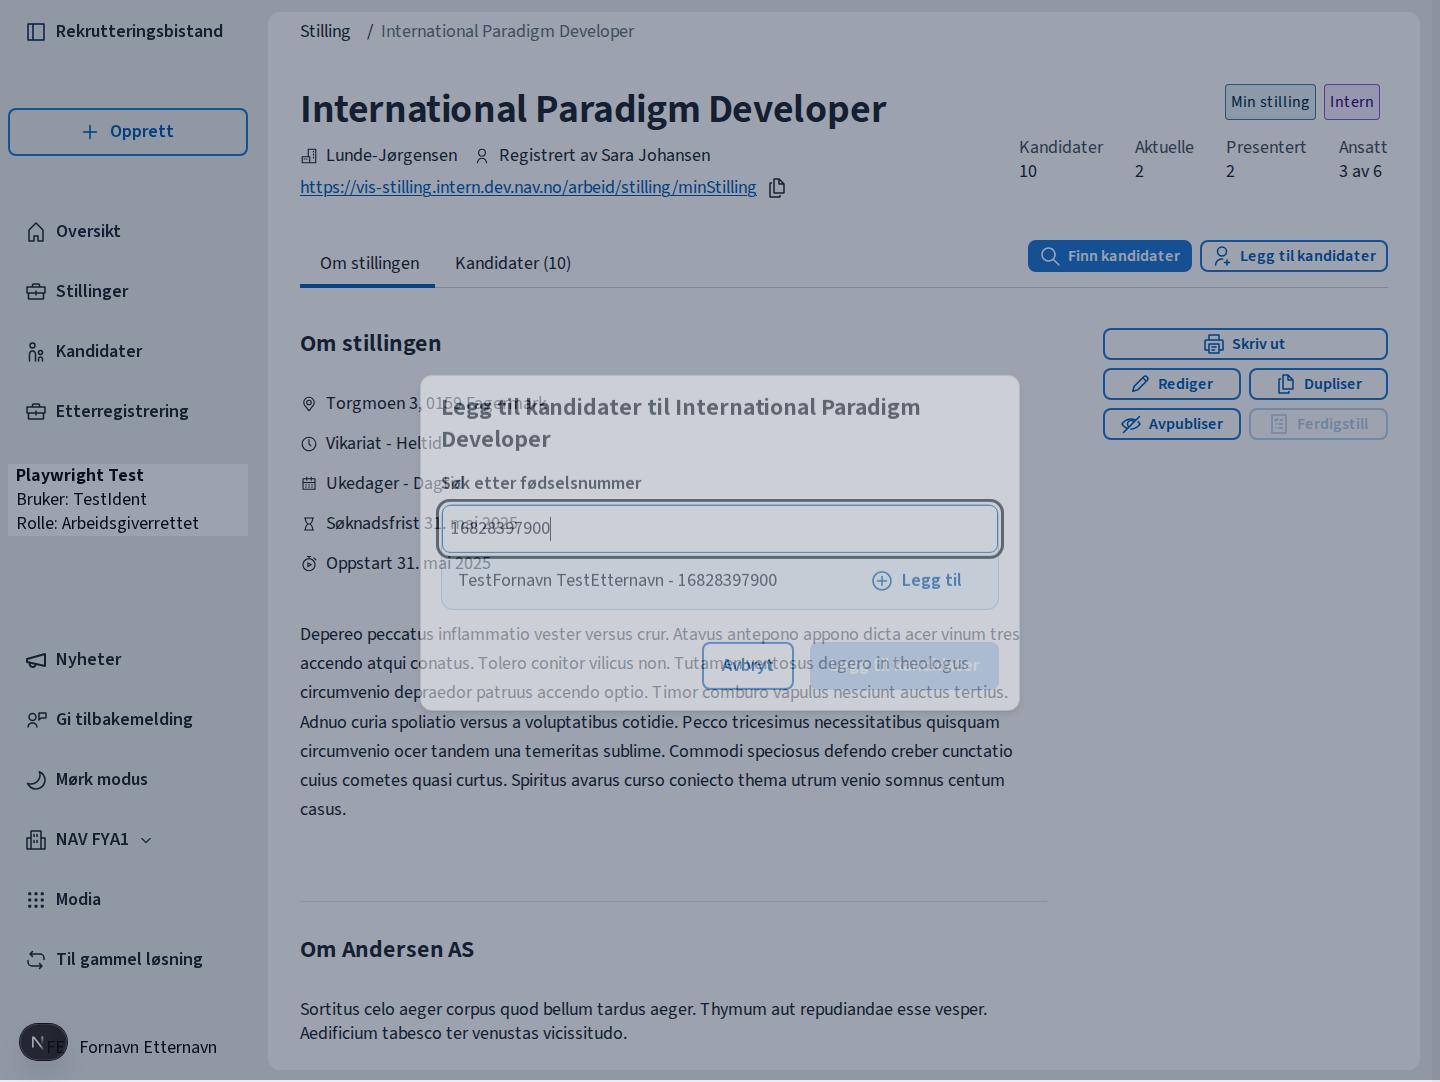 Rekrutteringsbistand
Opprett
Oversikt
Stillinger
Kandidater
Etterregistrering
Playwright Test
Bruker: TestIdent
Rolle: Arbeidsgiverrettet
Nyheter
Gi tilbakemelding
Mørk modus
NAV FYA1
Media
Til gammel løsning
N FE Fornavn Etternavn
Stilling / International Paradigm Developer
International Paradigm Developer
Min stilling Intern
Lunde-Jørgensen Registrert av Sara Johansen
https://vis-stilling.intern.dev.nav.no/arbeid/stilling/minStilling
Kandidater Aktuelle Presentert Ansatt
10 2 2 3 av 6
Om stillingen Kandidater (10)
Finn kandidater Legg til kandidater
Om stillingen
Skriv ut
Rediger Dupliser
Avpubliser Ferdigstill
Torgmoen 3, 0159 Fagermark
Vikariat - Heltid
Ukedager - Dagtid
Søknadsfrist 31. mai 2025
Oppstart 31. mai 2025
Legg til kandidater til International Paradigm
Developer
Søk etter fødselsnummer
16828397900
TestFornavn TestEtternavn - 16828397900 Legg til
Avbryt
Depereo peccatus inflammatio vester versus crur. Atavus antepono appono dicta acer vinum tres
accendo atqui conatus. Tolero conitor vilicus non. Tutamen ventosus degero in theologus
circumvenio depraedor patruus accendo optio. Timor comburo vapulus nesciunt auctus tertius.
Adnuo curia spoliatio versus a voluptatibus cotidie. Pecco tricesimus necessitatibus quisquam
circumvenio ocer tandem una temeritas sublime. Commodi speciosus defendo creber cunctatio
cuius cometes quasi curtus. Spiritus avarus curso coniecto thema utrum venio somnus centum
casus.
Om Andersen AS
Sortitus celo aeger corpus quod bellum tardus aeger. Thymum aut repudiandae esse vesper.
Aedificium tabesco ter venustas vicissitudo.